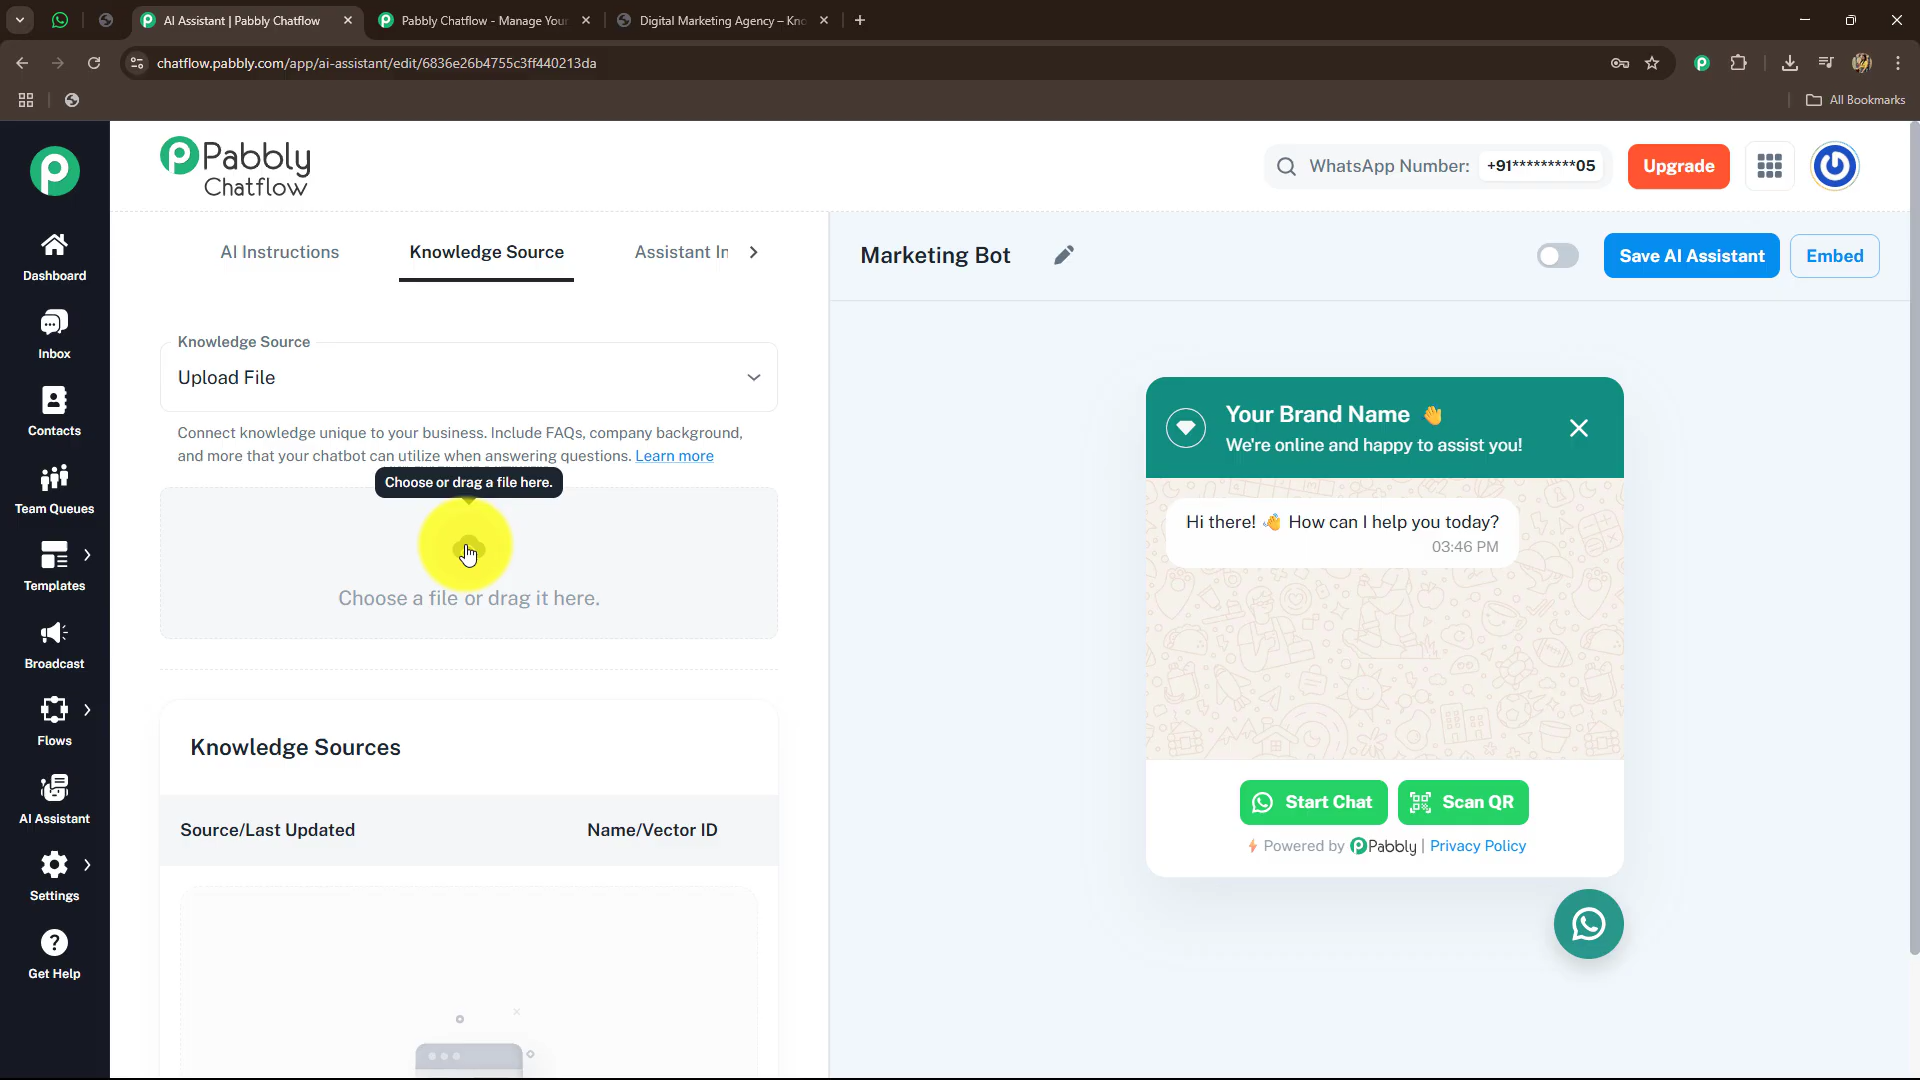 AI Assistant | Pabbly Chatflow
Pabbly Chatflow - Manage Your
Digital Marketing Agency – Kno
chatflow.pabbly.com/app/ai-assistant/edit/6836e26b4755c3ff440213da
All Bookmarks
Pabbly
Chatflow
WhatsApp Number: +91*********05
Upgrade
Dashboard
Inbox
Contacts
Team Queues
Templates
Broadcast
Flows
AI Assistant
Settings
Get Help
AI Instructions
Knowledge Source
Assistant In
Knowledge Source
Upload File
Connect knowledge unique to your business. Include FAQs, company background,
and more that your chatbot can utilize when answering questions. Learn more
Choose or drag a file here.
Choose a file or drag it here.
Knowledge Sources
Source/Last Updated
Name/Vector ID
Marketing Bot
Save AI Assistant
Embed
Your Brand Name 👋
We're online and happy to assist you!
Hi there! 👋 How can I help you today?
03:46 PM
Start Chat
Scan QR
Powered by Pabbly | Privacy Policy